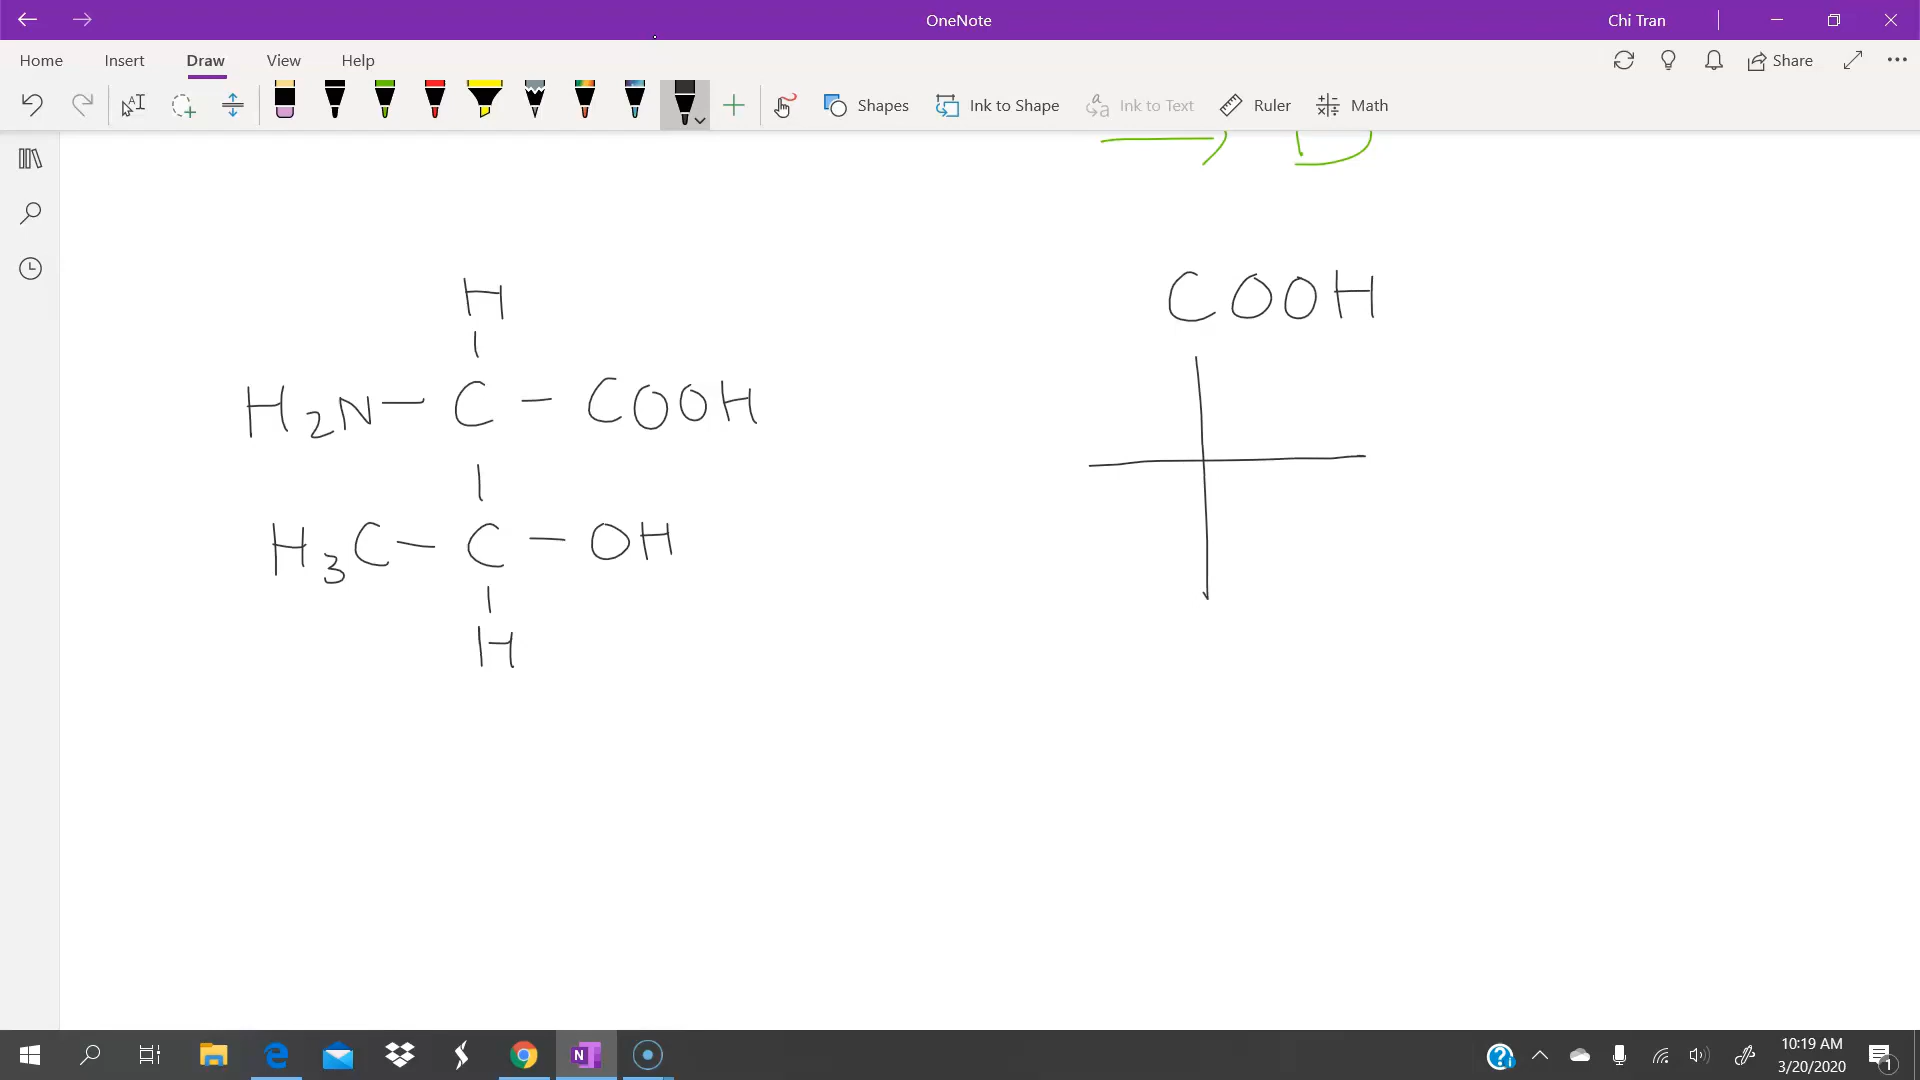 OneNote
Chi Tran
Home Insert Draw View Help
Share
Shapes Ink to Shape Ink to Text Ruler Math
D
H
H₂N – C – COOH
H₃C – C – OH
H
COOH
10:19 AM
3/20/2020
1